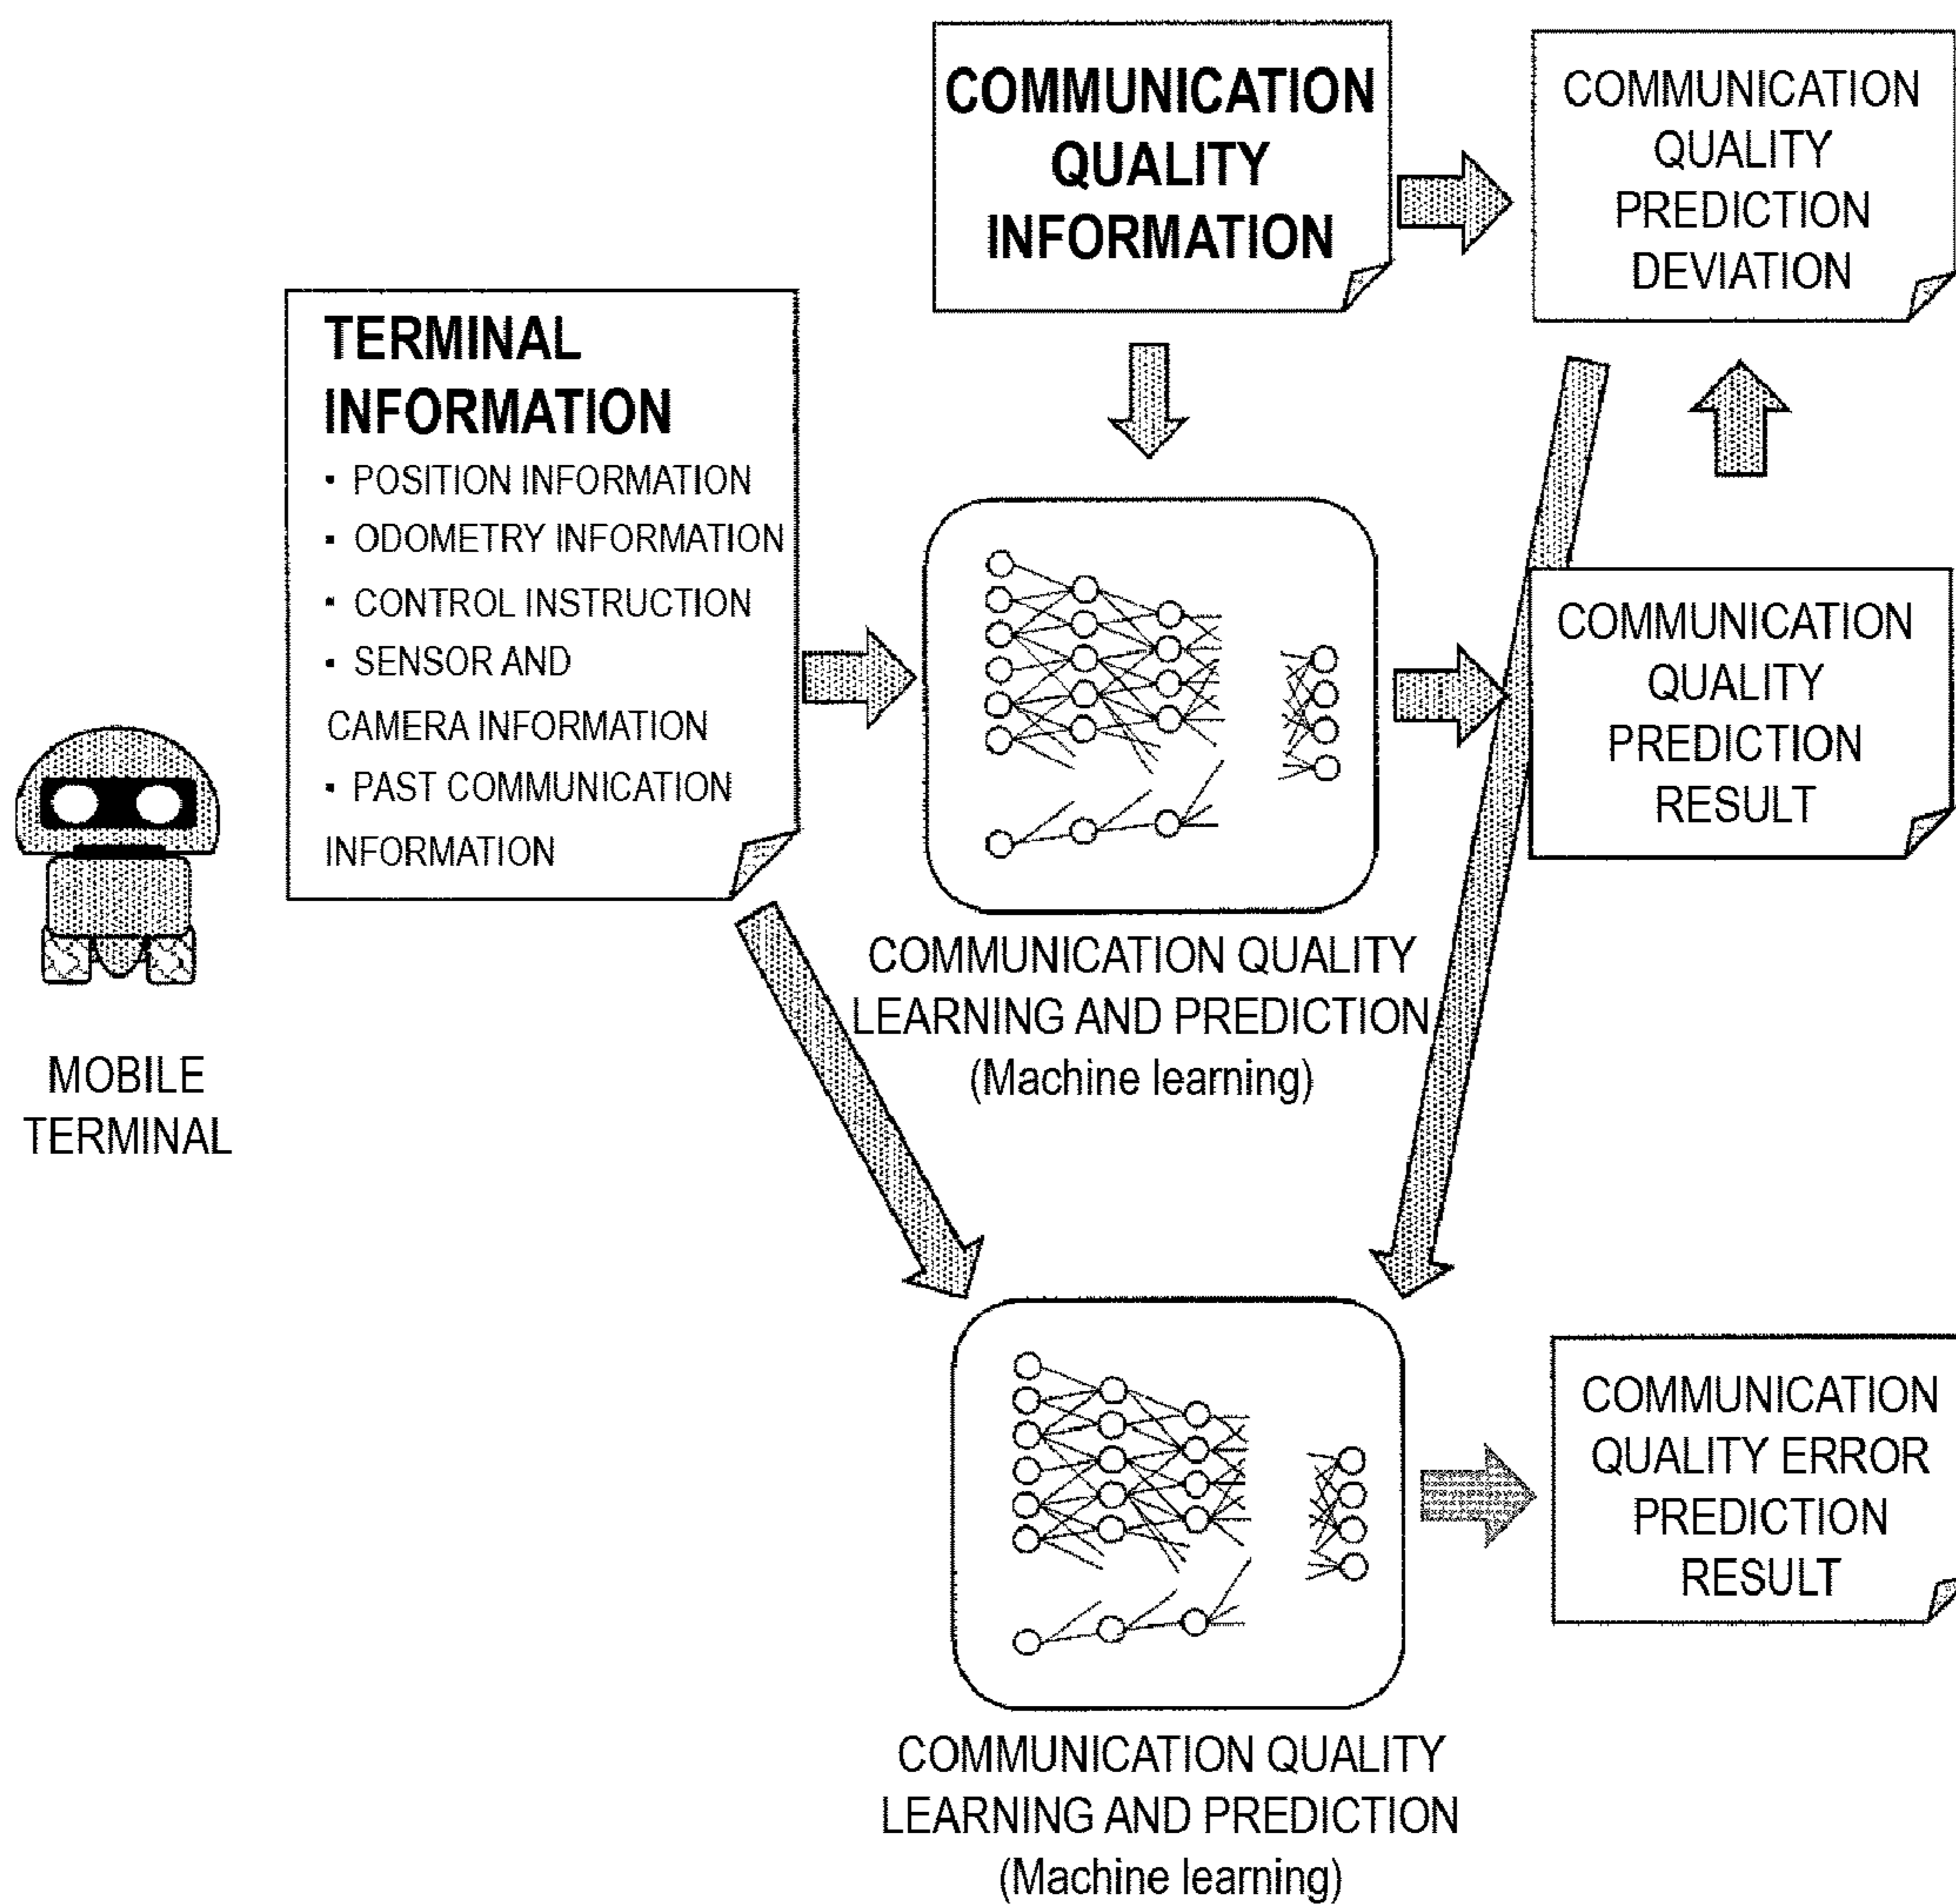 COMMUNICATION
QUALITY
INFORMATION
COMMUNICATION
QUALITY
PREDICTION
DEVIATION
TERMINAL
INFORMATION
▪ POSITION INFORMATION
▪ ODOMETRY INFORMATION
▪ CONTROL INSTRUCTION
▪ SENSOR AND
CAMERA INFORMATION
▪ PAST COMMUNICATION
INFORMATION
COMMUNICATION
QUALITY
PREDICTION
RESULT
MOBILE
TERMINAL
COMMUNICATION QUALITY
LEARNING AND PREDICTION
(Machine learning)
COMMUNICATION
QUALITY ERROR
PREDICTION
RESULT
COMMUNICATION QUALITY
LEARNING AND PREDICTION
(Machine learning)